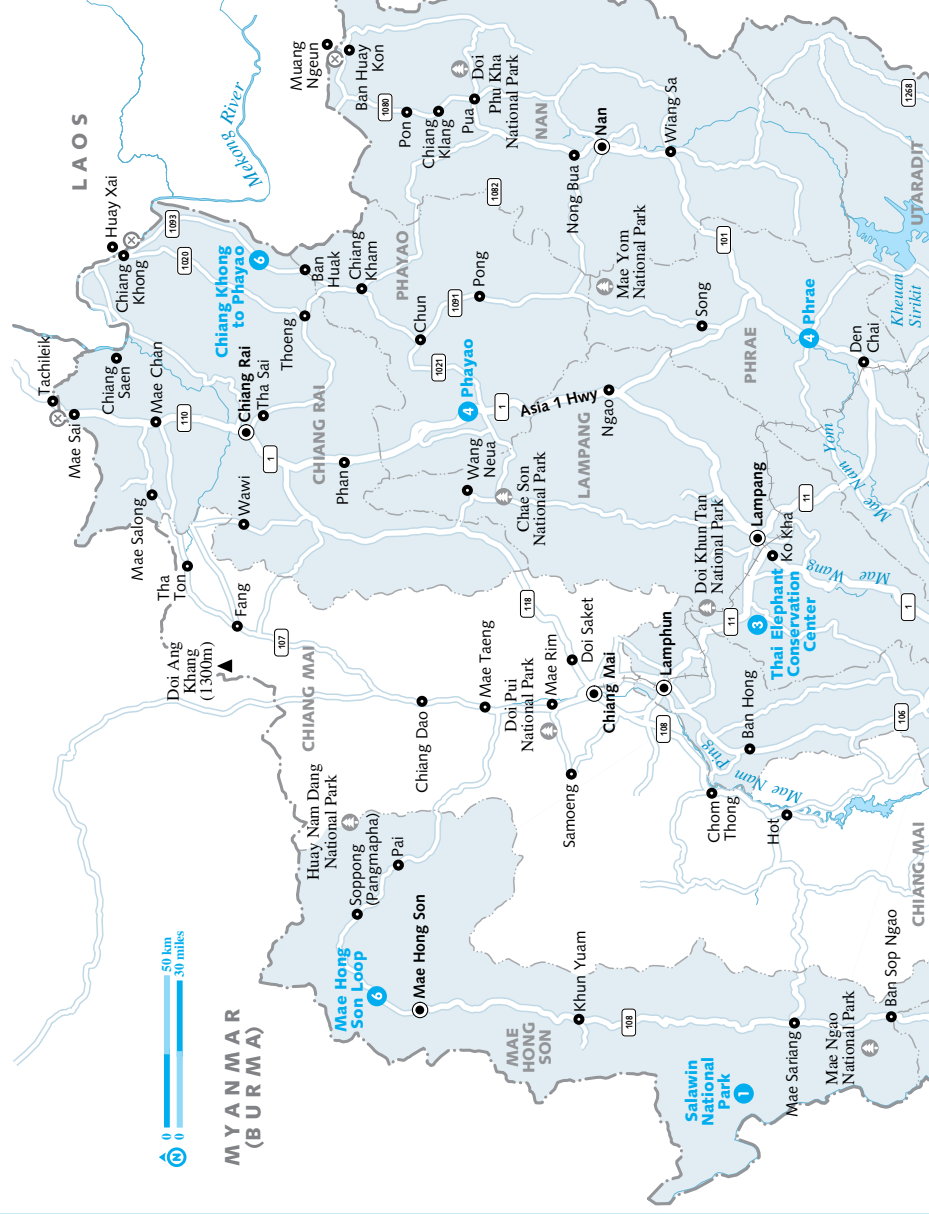 0
50 km
0
30 miles
N
MYANMAR
(BURMA)
LAOS
Mekong River
Tachileik
Mae Sai
Mae Salong
Tha
Ton
Fang
Doi Ang
Khang
(1300m)
107
CHIANG MAI
Chiang
Saen
Mae Chan
110
Chiang Rai
Tha Sai
1
Wawi
CHIANG RAI
Phan
Huay Xai
Chiang
Khong
1093
1020
Chiang Khong
to Phayao
6
Ban
Huak
Thoeng
Chiang
Kham
PHAYAO
Chun
1021
1091
Pong
4 Phayao
1
Asia 1 Hwy
Ngao
Wang
Neua
Chae Son
National Park
LAMPANG
Muang
Ngeun
Ban Huay
Kon
1080
Pon
Chiang
Klang
Pua
Doi
Phu Kha
National Park
NAN
1082
Nong Bua
Nan
Wiang Sa
Mae Yom
National Park
101
Song
PHRAE
4 Phrae
Den
Chai
Kheuan
Sirikit
UTARADIT
1268
Mae Nam Yom
11
Lampang
Ko Kha
Mae Wang
1
Doi Khun Tan
National Park
11
3
Thai Elephant
Conservation
Center
118
Doi Saket
Mae Taeng
Doi Pui
National Park
Mae Rim
Chiang Mai
Lamphun
108
Ban Hong
106
Mae Nam Ping
Chom
Thong
Hot
Samoeng
Chiang Dao
Huay Nam Dang
National Park
Soppong
(Pangmapha)
Pai
Mae Hong
Son Loop
6
Mae Hong Son
Khun Yuam
108
MAE
HONG
SON
Salawin
National
Park
1
Mae Sariang
Mae Ngao
National Park
Ban Sop Ngao
CHIANG MAI